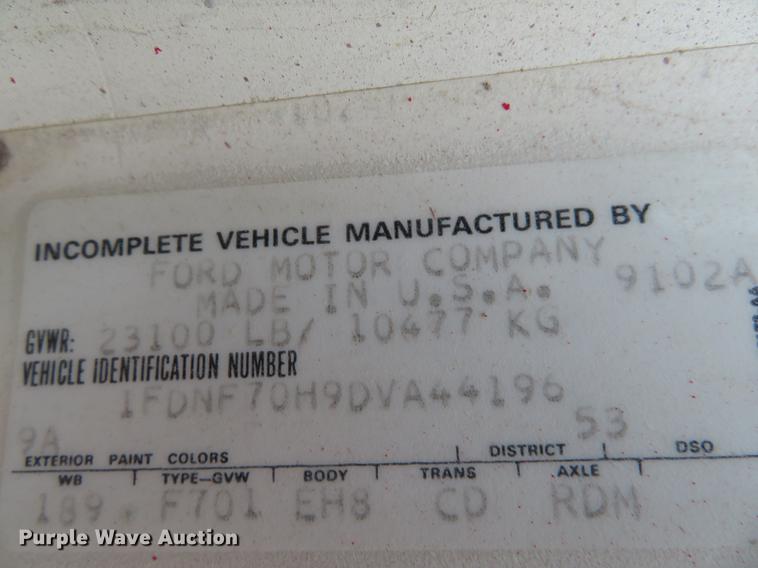 INCOMPLETE VEHICLE MANUFACTURED BY
FORD MOTOR COMPANY
MADE IN U.S.A. 9102A
GVWR: 23100 LB/ 10477 KG
VEHICLE IDENTIFICATION NUMBER
1FDNF70H9DVA44196
9A 53
EXTERIOR PAINT COLORS DISTRICT DSO
WB TYPE-GVW BODY TRANS AXLE
189. F701 EH8 CD RDM
Purple Wave Auction